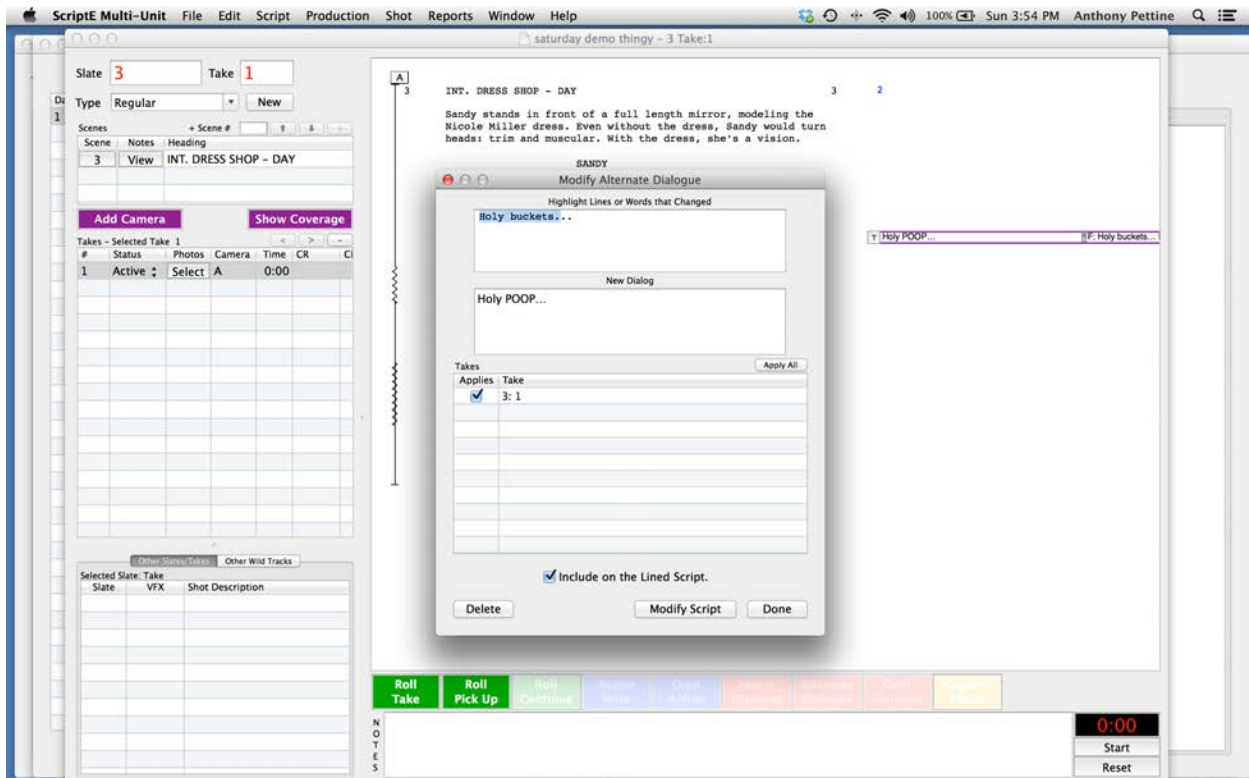 ScriptE Multi-Unit File Edit Script Production Shot Reports Window Help 100% Sun 3:54 PM Anthony Pettine
saturday demo thingy - 3 Take:1
Slate 3 Take 1
Type Regular New
Scenes + Scene #
Scene Notes Heading
3 View INT. DRESS SHOP - DAY
Add Camera Show Coverage
Takes - Selected Take 1 < > -
# Status Photos Camera Time CR
1 Active Select A 0:00
Other Slates/Takes Other Wild Tracks
Selected Slate: Take
Slate VFX Shot Description
A
3 INT. DRESS SHOP - DAY 3 2
Sandy stands in front of a full length mirror, modeling the
Nicole Miller dress. Even without the dress, Sandy would turn
heads: trim and muscular. With the dress, she's a vision.
SANDY
T Holy POOP... F: Holy buckets...
Modify Alternate Dialogue
Highlight Lines or Words that Changed
Holy buckets...
New Dialog
Holy POOP...
Takes Apply All
Applies Take
3: 1
Include on the Lined Script.
Delete Modify Script Done
Roll Take
Roll Pick Up
Roll Continue
NOTES
0:00
Start
Reset